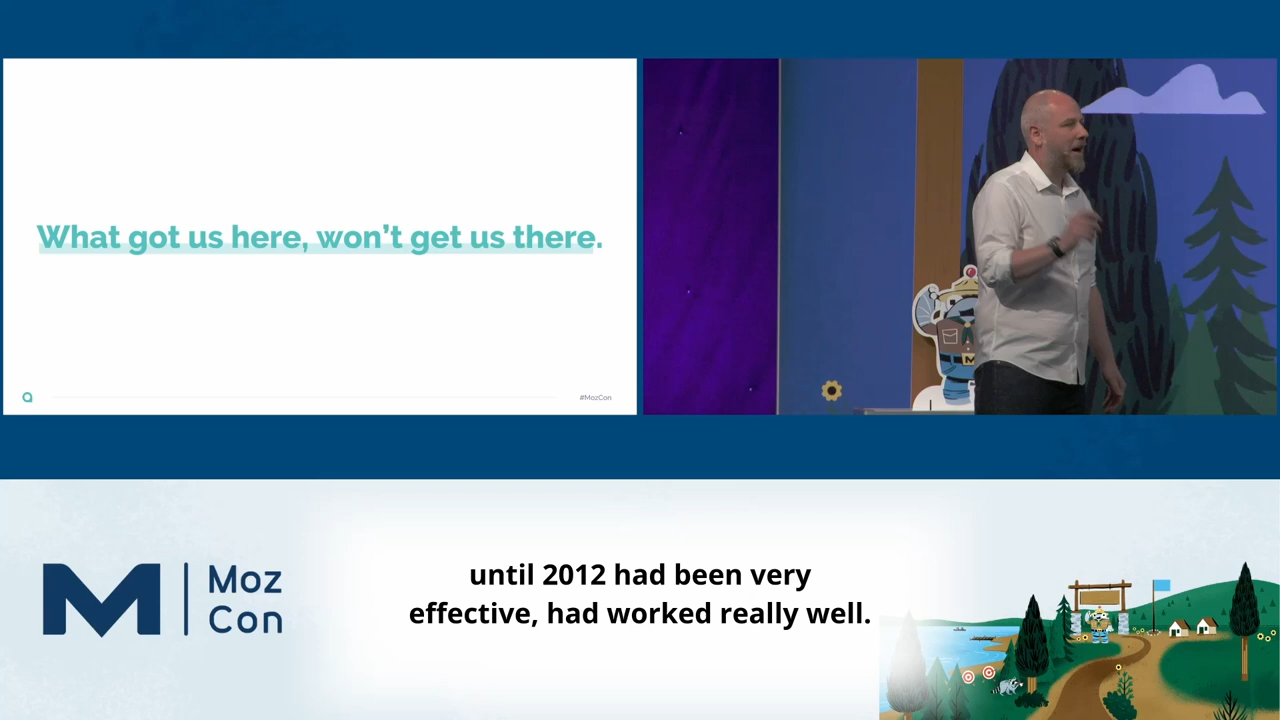 What got us here, won’t get us there.
#MozCon
M
Moz
Con
until 2012 had been very
effective, had worked really well.